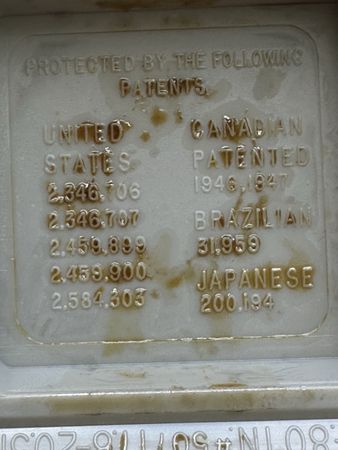 PROTECTED BY THE FOLLOWING
PATENTS
UNITED
STATES
2,346,706
2,346,707
2,459,899
2,459,900
2,584,303
CANADIAN
PATENTED
1946,1947
BRAZILIAN
31,959
JAPANESE
200,194